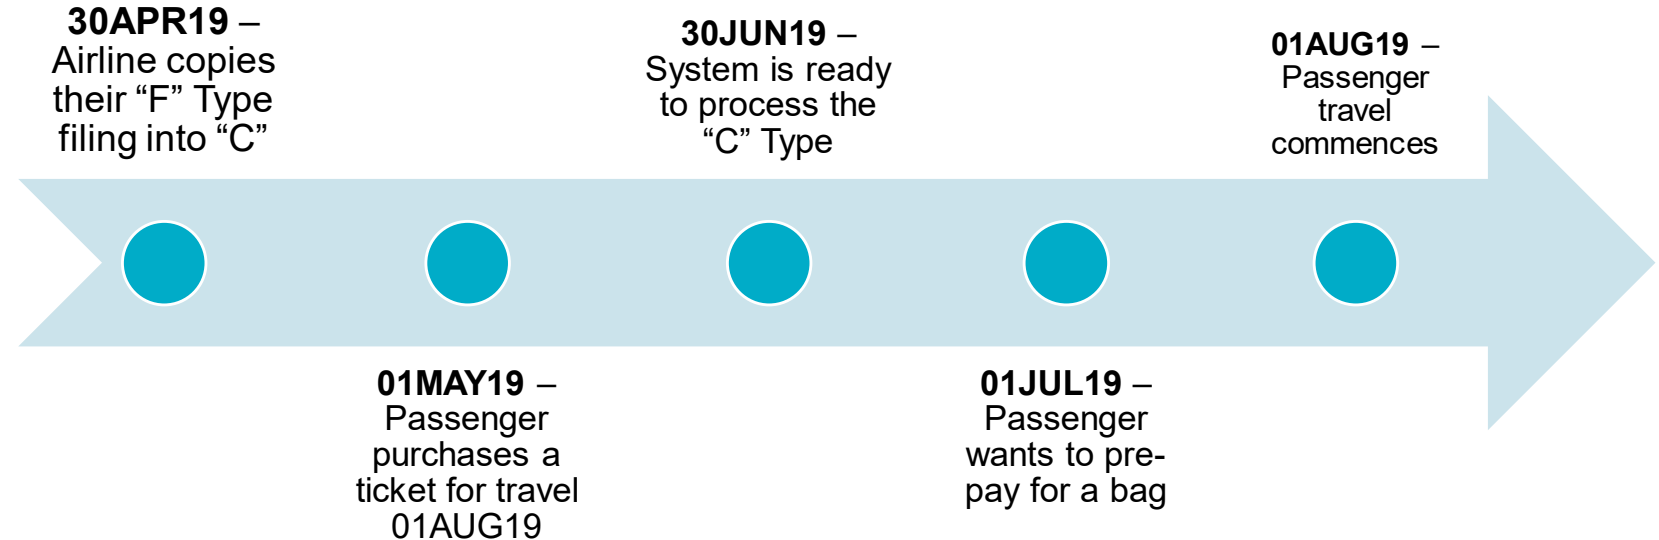 30APR19 –
Airline copies
their “F” Type
filing into “C”
01MAY19 –
Passenger
purchases a
ticket for travel
01AUG19
30JUN19 –
System is ready
to process the
“C” Type
01JUL19 –
Passenger
wants to pre-
pay for a bag
01AUG19 –
Passenger
travel
commences